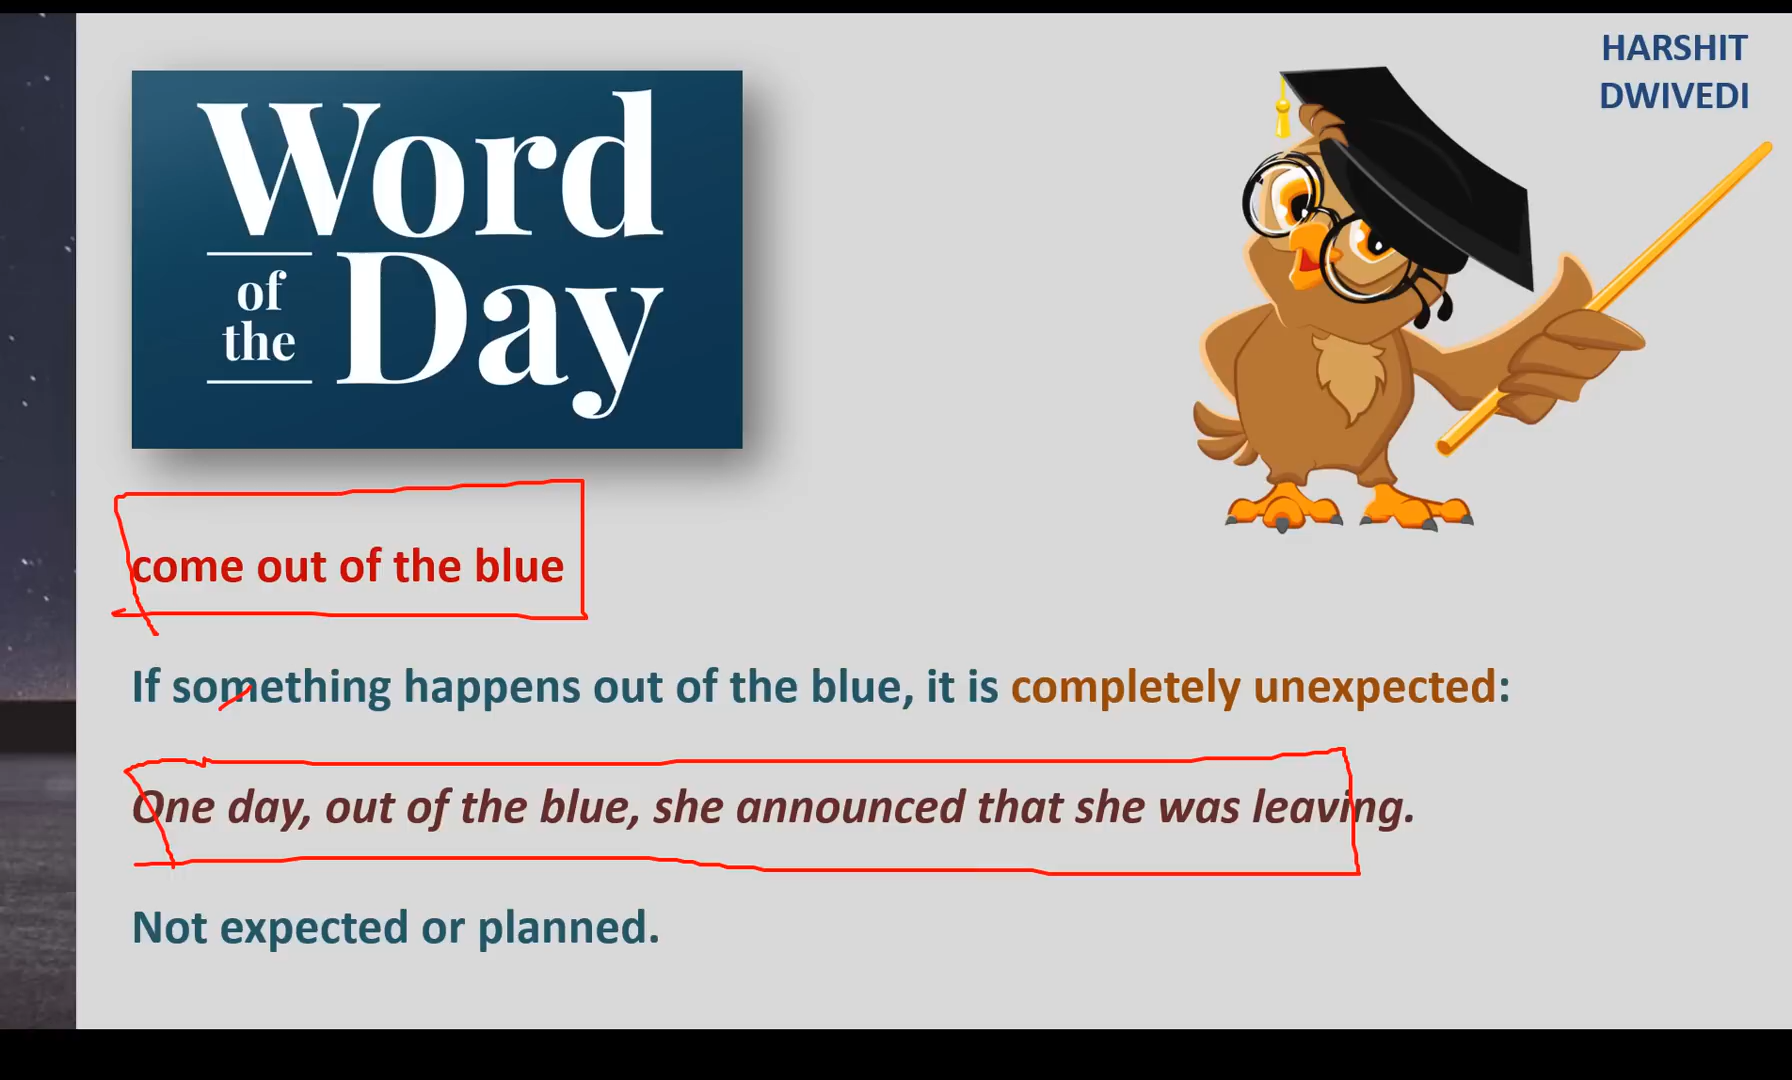 HARSHIT
DWIVEDI
Word
of
the
Day
come out of the blue
If something happens out of the blue, it is completely unexpected:
One day, out of the blue, she announced that she was leaving.
Not expected or planned.